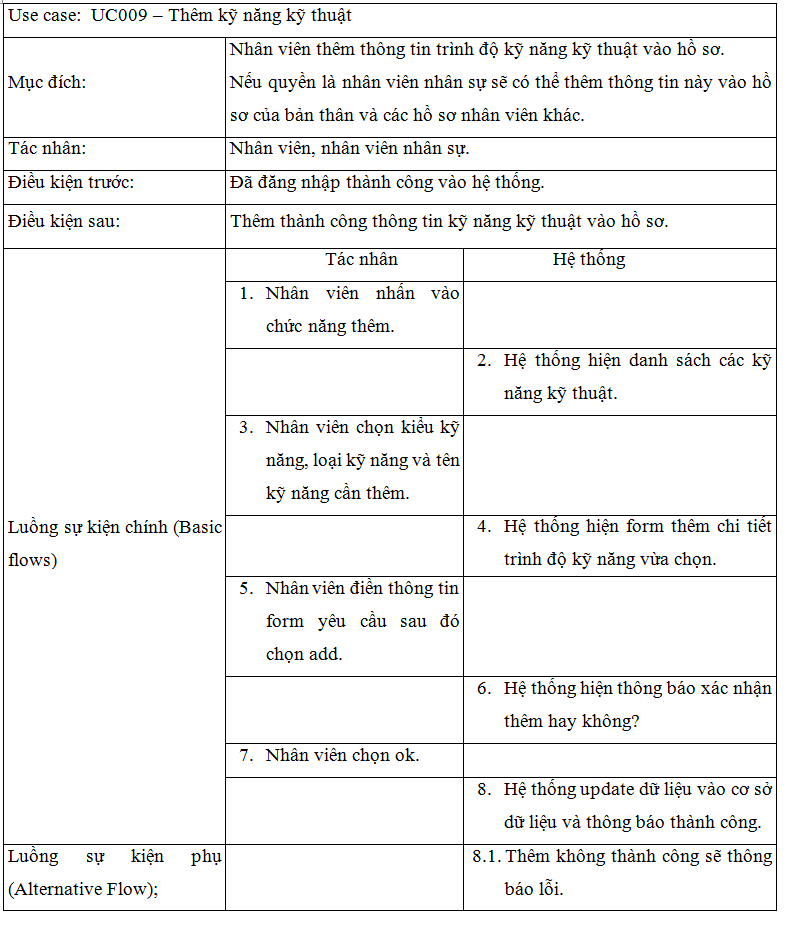 Use case: UC009 – Thêm kỹ năng kỹ thuật
Mục đích:
Nhân viên thêm thông tin trình độ kỹ năng kỹ thuật vào hồ sơ.
Nếu quyền là nhân viên nhân sự sẽ có thể thêm thông tin này vào hồ
sơ của bản thân và các hồ sơ nhân viên khác.
Tác nhân:
Nhân viên, nhân viên nhân sự.
Điều kiện trước:
Đã đăng nhập thành công vào hệ thống.
Điều kiện sau:
Thêm thành công thông tin kỹ năng kỹ thuật vào hồ sơ.
Luồng sự kiện chính (Basic
flows)
Tác nhân
Hệ thống
1. Nhân viên nhấn vào
chức năng thêm.
2. Hệ thống hiện danh sách các kỹ
năng kỹ thuật.
3. Nhân viên chọn kiểu kỹ
năng, loại kỹ năng và tên
kỹ năng cần thêm.
4. Hệ thống hiện form thêm chi tiết
trình độ kỹ năng vừa chọn.
5. Nhân viên điền thông tin
form yêu cầu sau đó
chọn add.
6. Hệ thống hiện thông báo xác nhận
thêm hay không?
7. Nhân viên chọn ok.
8. Hệ thống update dữ liệu vào cơ sở
dữ liệu và thông báo thành công.
Luồng sự kiện phụ
(Alternative Flow);
8.1. Thêm không thành công sẽ thông
báo lỗi.